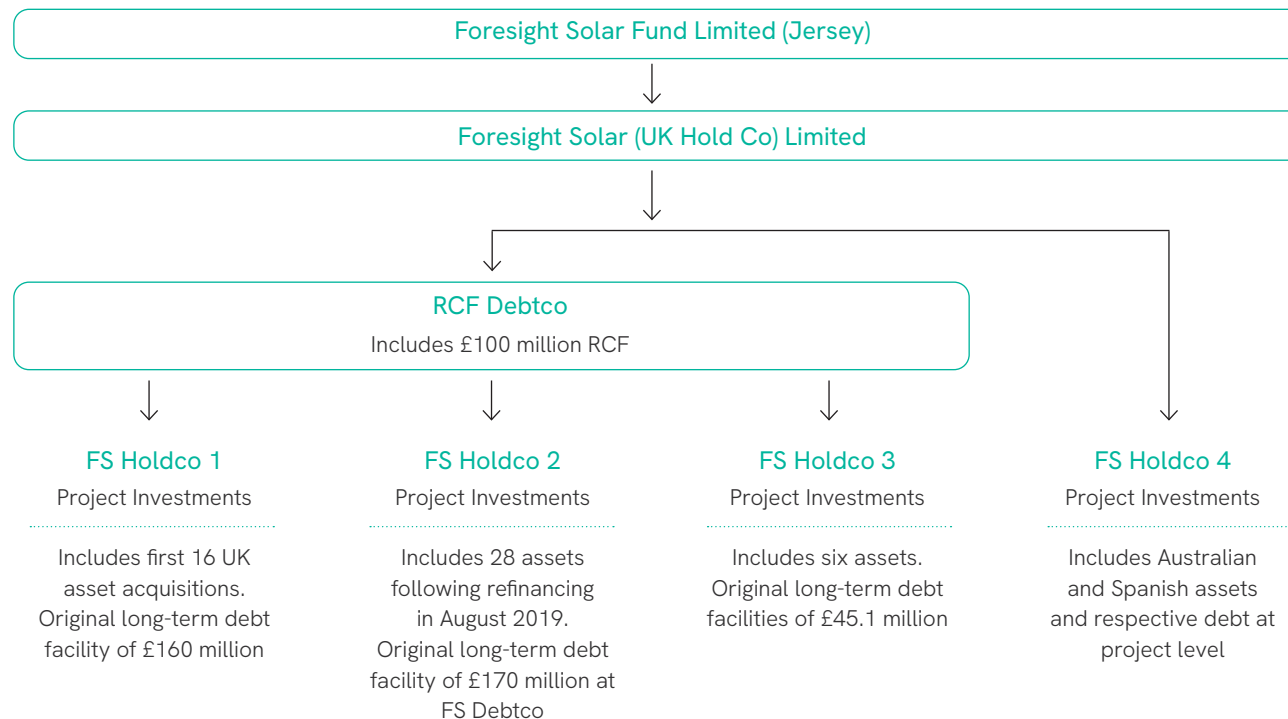 Foresight Solar Fund Limited (Jersey)
Foresight Solar (UK Hold Co) Limited
RCF Debtco
Includes £100 million RCF
FS Holdco 1
Project Investments
Includes first 16 UK
asset acquisitions.
Original long-term debt
facility of £160 million
FS Holdco 2
Project Investments
Includes 28 assets
following refinancing
in August 2019.
Original long-term debt
facility of £170 million at
FS Debtco
FS Holdco 3
Project Investments
Includes six assets.
Original long-term debt
facilities of £45.1 million
FS Holdco 4
Project Investments
Includes Australian
and Spanish assets
and respective debt at
project level